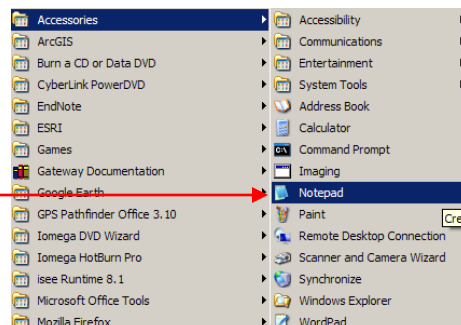 Accessories
ArcGIS
Burn a CD or Data DVD
CyberLink PowerDVD
EndNote
ESRI
Games
Gateway Documentation
Google Earth
GPS Pathfinder Office 3.10
Iomega DVD Wizard
Iomega HotBurn Pro
isee Runtime 8.1
Microsoft Office Tools
Mozilla Firefox
Accessibility
Communications
Entertainment
System Tools
Address Book
Calculator
Command Prompt
Imaging
Notepad
Paint
Cre
Remote Desktop Connection
Scanner and Camera Wizard
Synchronize
Windows Explorer
WordPad